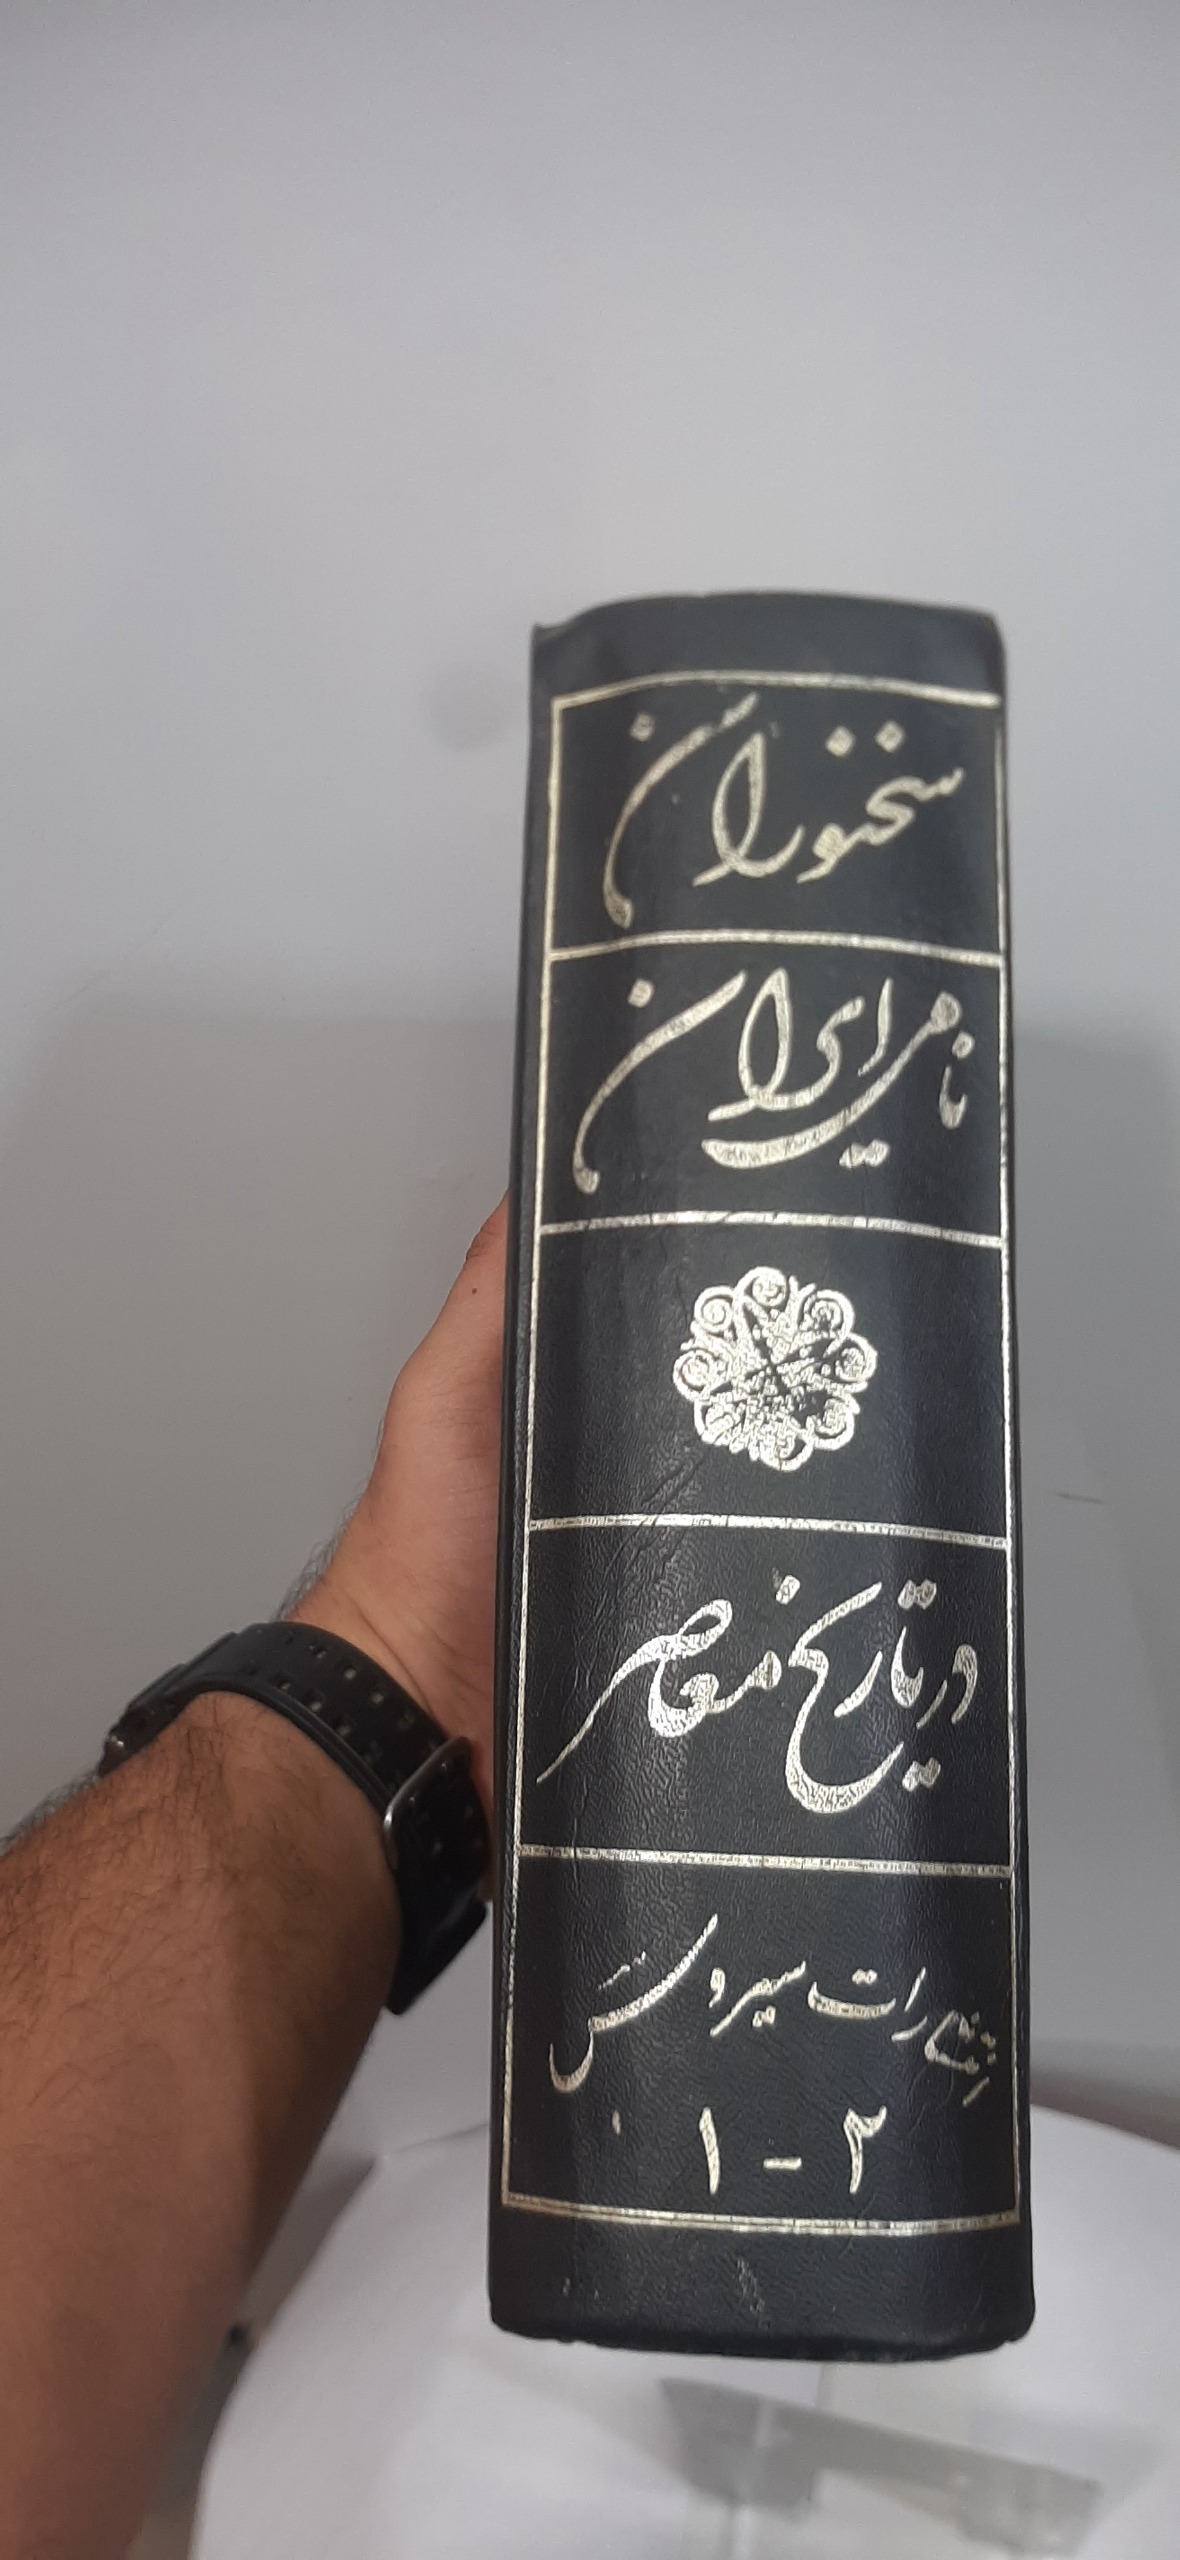 سخنوران
نامی ایران
در تاریخ معاصر
انتشارات سیروس
۱-۲